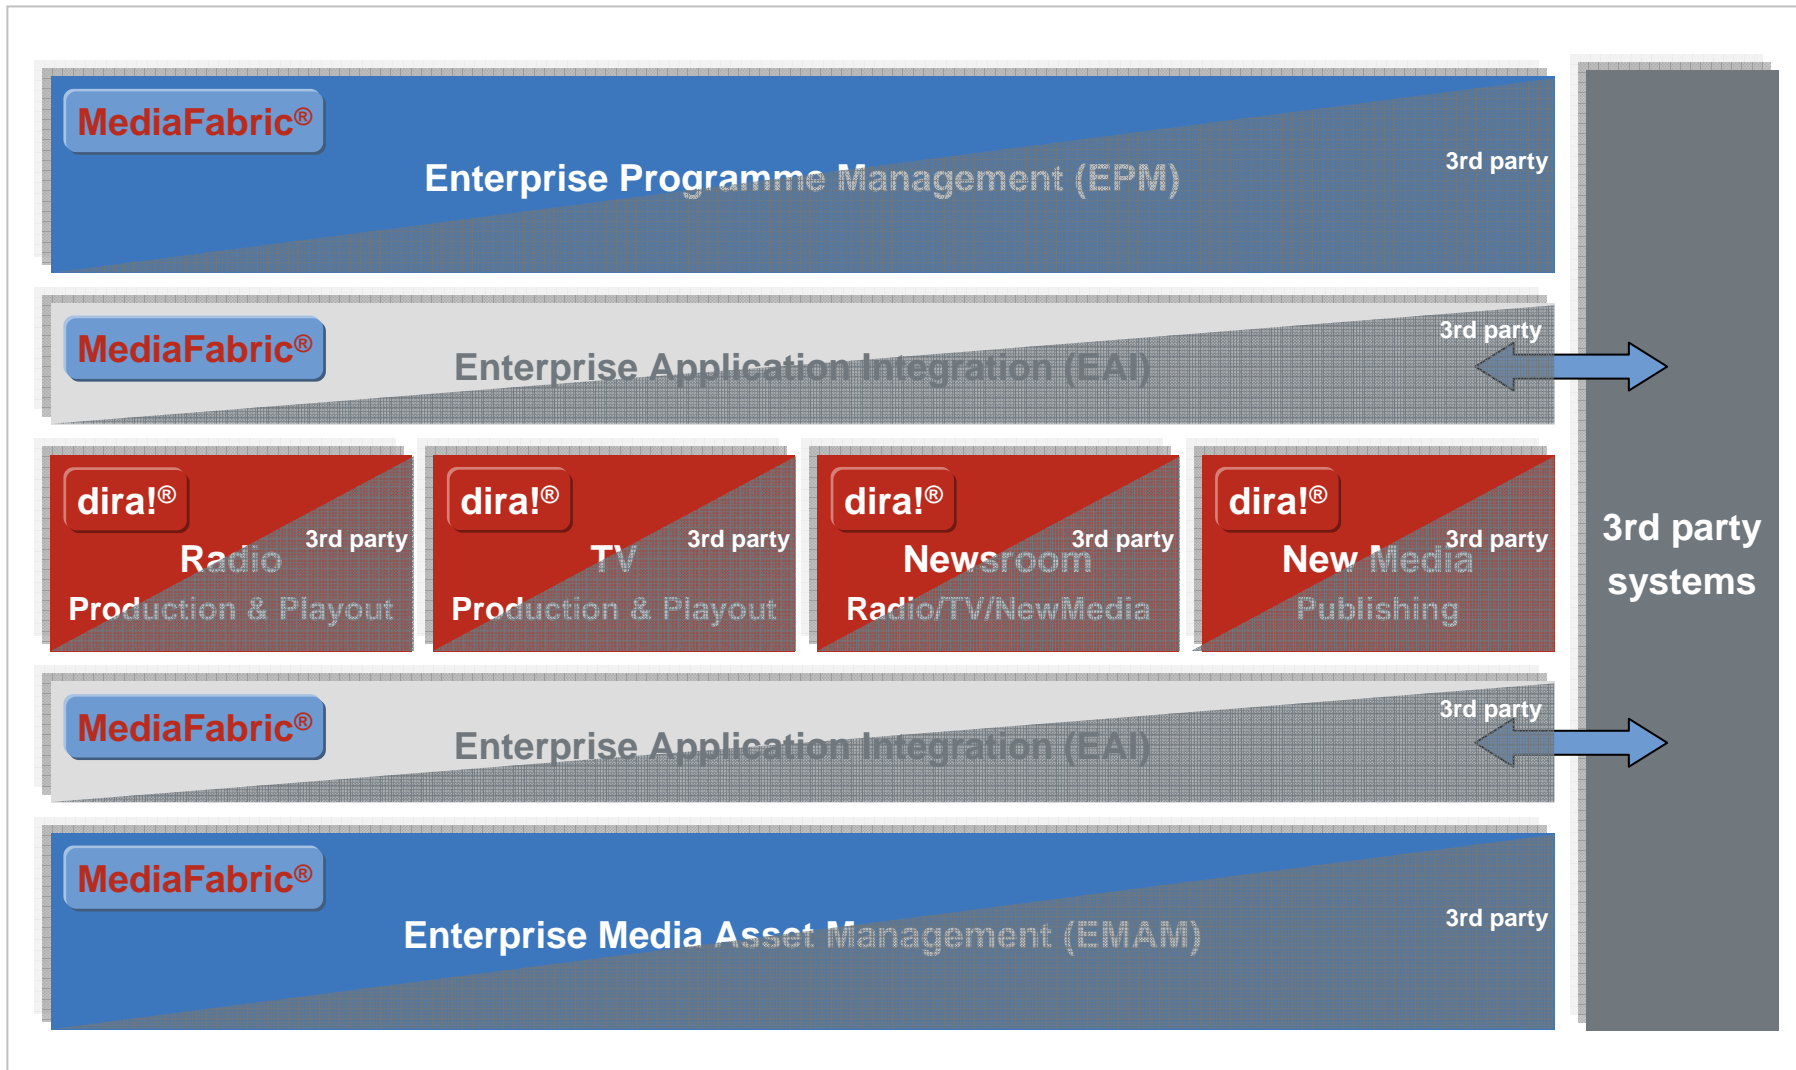 MediaFabric®
Enterprise Programme Management (EPM)
3rd party
MediaFabric®
Enterprise Application Integration (EAI)
3rd party
dira!®
3rd party
Radio
Production & Playout
dira!®
3rd party
TV
Production & Playout
dira!®
3rd party
Newsroom
Radio/TV/NewMedia
dira!®
3rd party
New Media
Publishing
3rd party
systems
MediaFabric®
Enterprise Application Integration (EAI)
3rd party
MediaFabric®
Enterprise Media Asset Management (EMAM)
3rd party